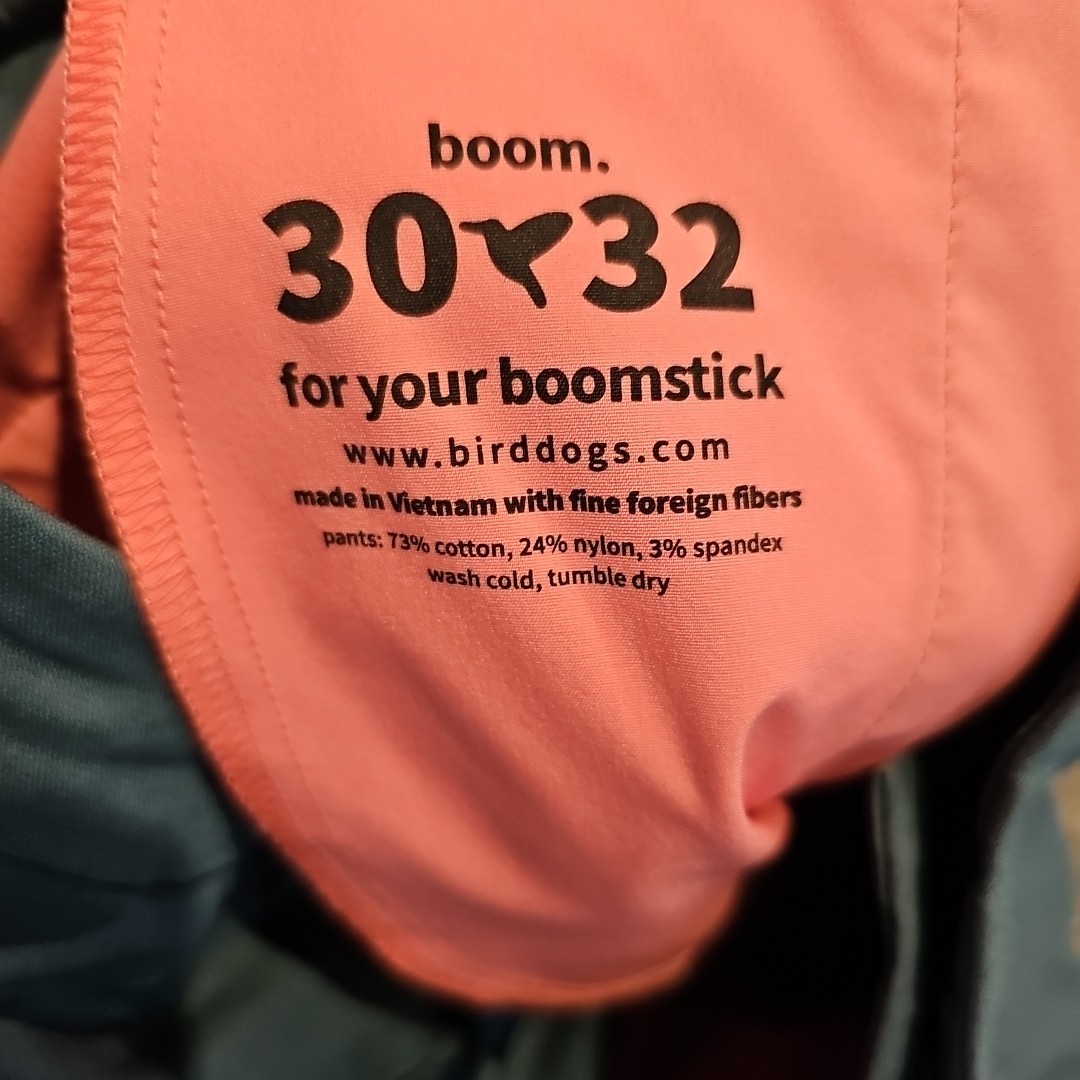 boom.
30 32
for your boomstick
www.birddogs.com
made in Vietnam with fine foreign fibers
pants: 73% cotton, 24% nylon, 3% spandex
wash cold, tumble dry